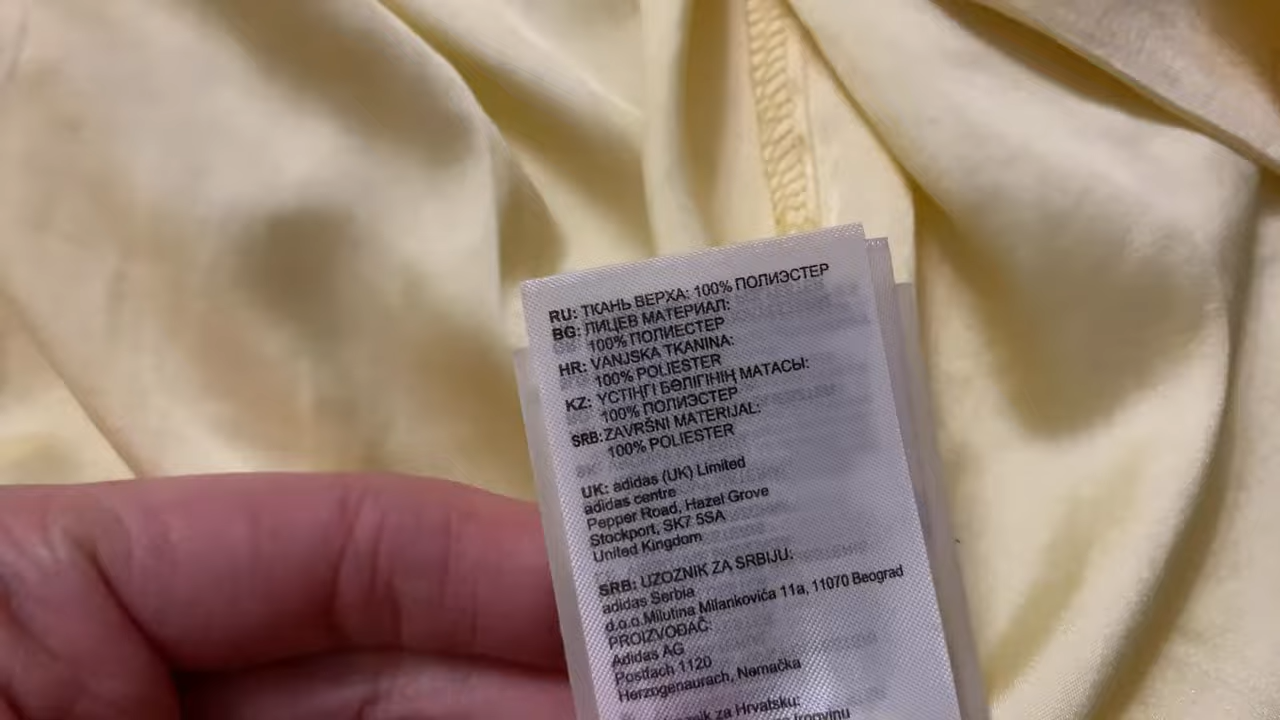 RU: ТКАНЬ ВЕРХА: 100% ПОЛИЭСТЕР
BG: ЛИЦЕВ МАТЕРИАЛ:
100% ПОЛИЕСТЕР
HR: VANJSKA TKANINA:
100% POLIESTER
KZ: ҮСТІҢГІ БӨЛІГІНІҢ МАТАСЫ:
100% ПОЛИЭСТЕР
SRB: ZAVRŠNI MATERIJAL:
100% POLIESTER
UK: adidas (UK) Limited
adidas centre
Pepper Road, Hazel Grove
Stockport, SK7 5SA
United Kingdom
SRB: UZOZNIK ZA SRBIJU:
adidas Serbia
d.o.o.Milutina Milankovića 11a, 11070 Beograd
PROIZVOĐAČ:
Adidas AG
Postfach 1120
Herzogenaurach, Nemačka
za Hrvatsku: